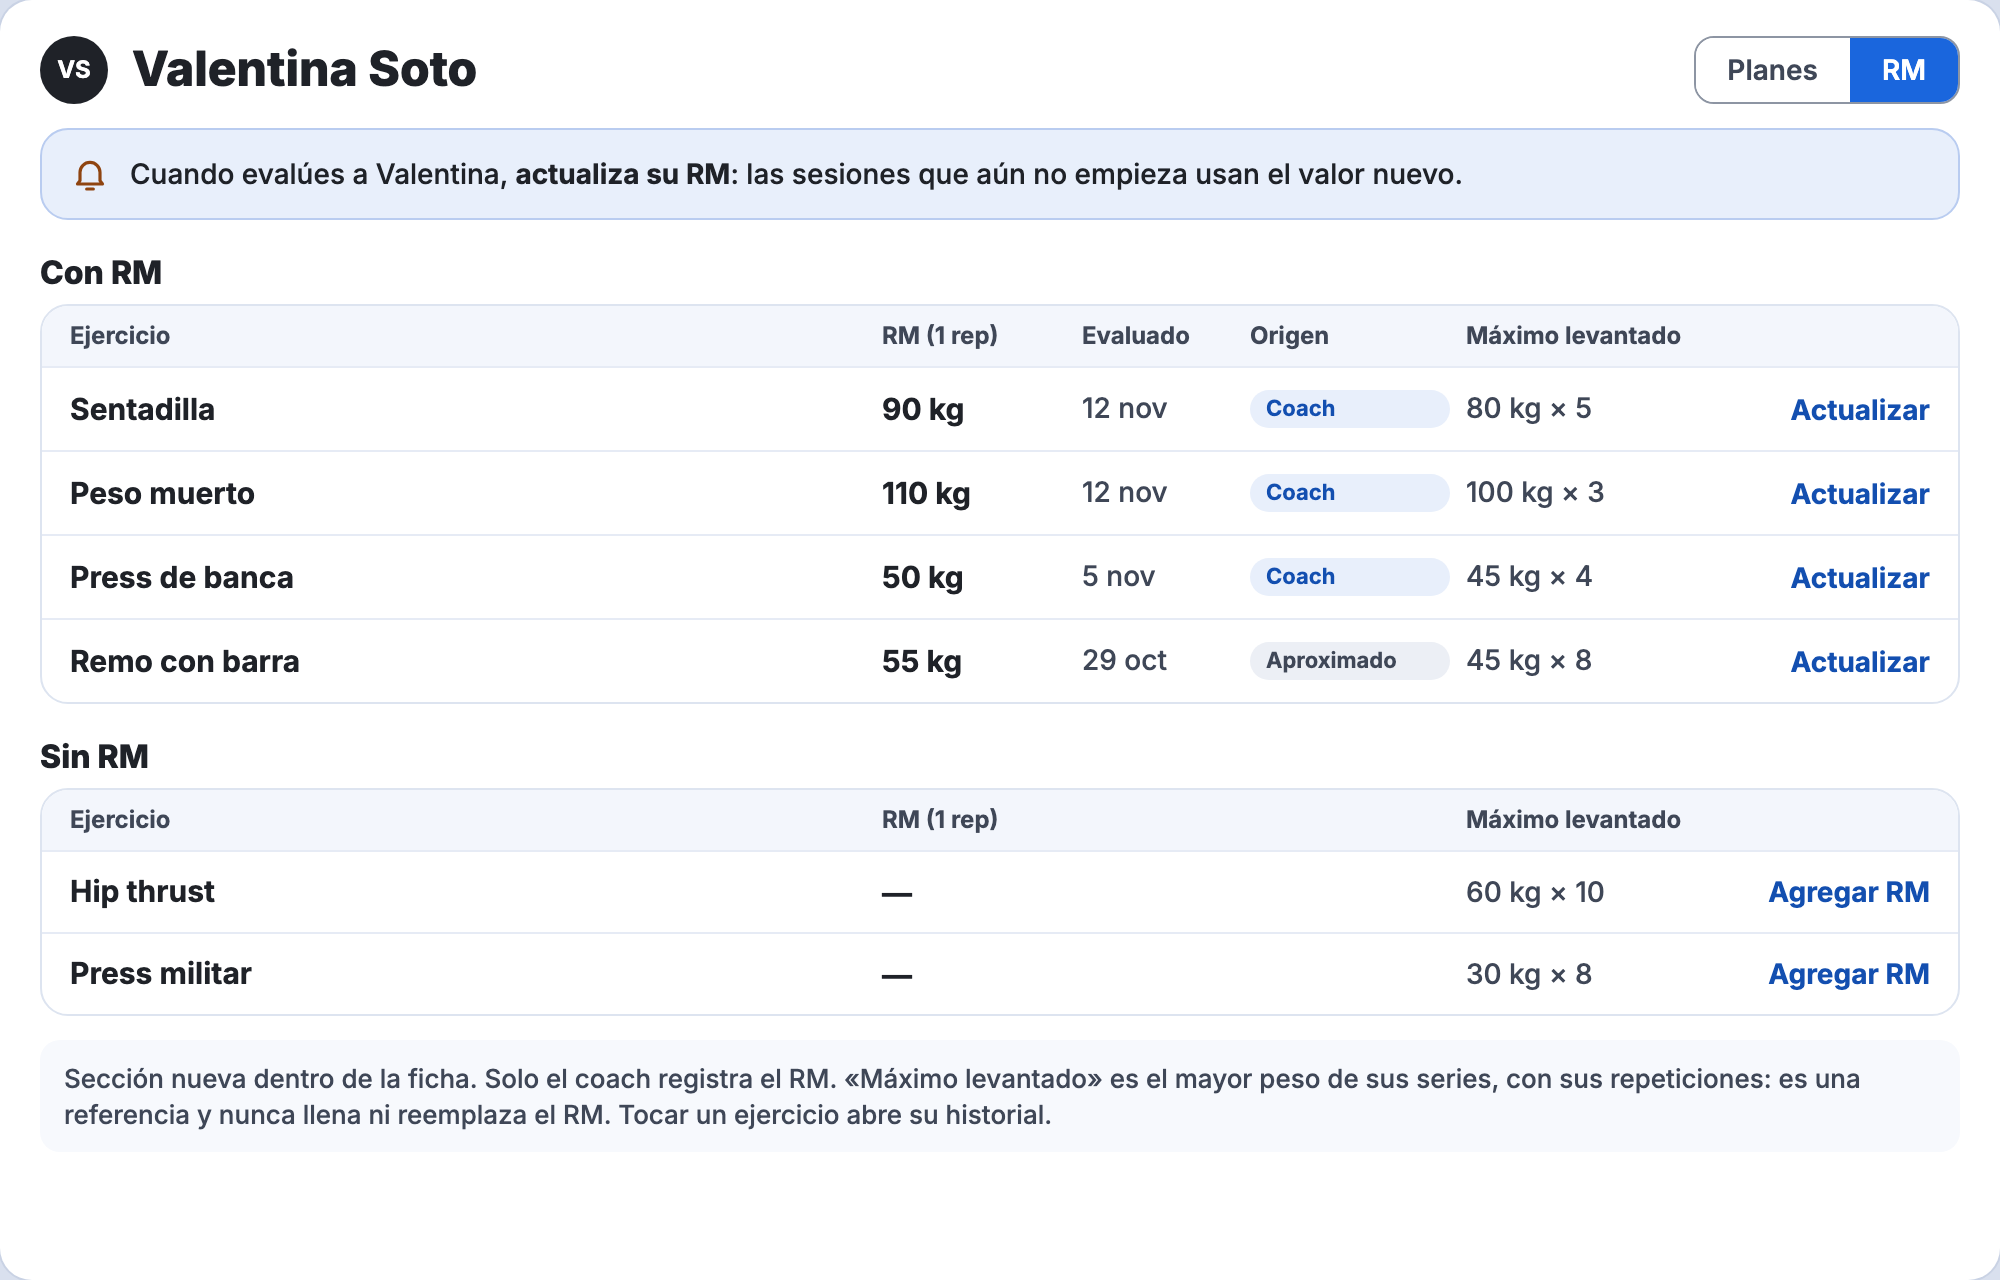 VS Valentina Soto Planes RM
Cuando evalúes a Valentina, actualiza su RM: las sesiones que aún no empieza usan el valor nuevo.
Con RM
Ejercicio RM (1 rep) Evaluado Origen Máximo levantado
Sentadilla 90 kg 12 nov Coach 80 kg × 5 Actualizar
Peso muerto 110 kg 12 nov Coach 100 kg × 3 Actualizar
Press de banca 50 kg 5 nov Coach 45 kg × 4 Actualizar
Remo con barra 55 kg 29 oct Aproximado 45 kg × 8 Actualizar
Sin RM
Ejercicio RM (1 rep) Máximo levantado
Hip thrust — 60 kg × 10 Agregar RM
Press militar — 30 kg × 8 Agregar RM
Sección nueva dentro de la ficha. Solo el coach registra el RM. «Máximo levantado» es el mayor peso de sus series, con sus repeticiones: es una
referencia y nunca llena ni reemplaza el RM. Tocar un ejercicio abre su historial.